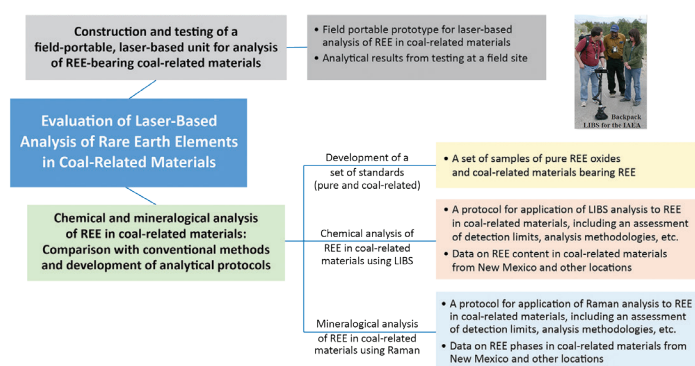 Construction and testing of a
field-portable, laser-based unit for analysis
of REE-bearing coal-related materials
• Field portable prototype for laser-based
analysis of REE in coal-related materials
• Analytical results from testing at a field site
Backpack
LIBS for the IAEA
Evaluation of Laser-Based
Analysis of Rare Earth Elements
in Coal-Related Materials
Chemical and mineralogical analysis
of REE in coal-related materials:
Comparison with conventional methods
and development of analytical protocols
Development of a
set of standards
(pure and coal-related)
• A set of samples of pure REE oxides
and coal-related materials bearing REE
Chemical analysis of
REE in coal-related
materials using LIBS
• A protocol for application of LIBS analysis to REE
in coal-related materials, including an assessment
of detection limits, analysis methodologies, etc.
• Data on REE content in coal-related materials
from New Mexico and other locations
Mineralogical analysis
of REE in coal-related
materials using Raman
• A protocol for application of Raman analysis to REE
in coal-related materials, including an assessment
of detection limits, analysis methodologies, etc.
• Data on REE phases in coal-related materials from
New Mexico and other locations